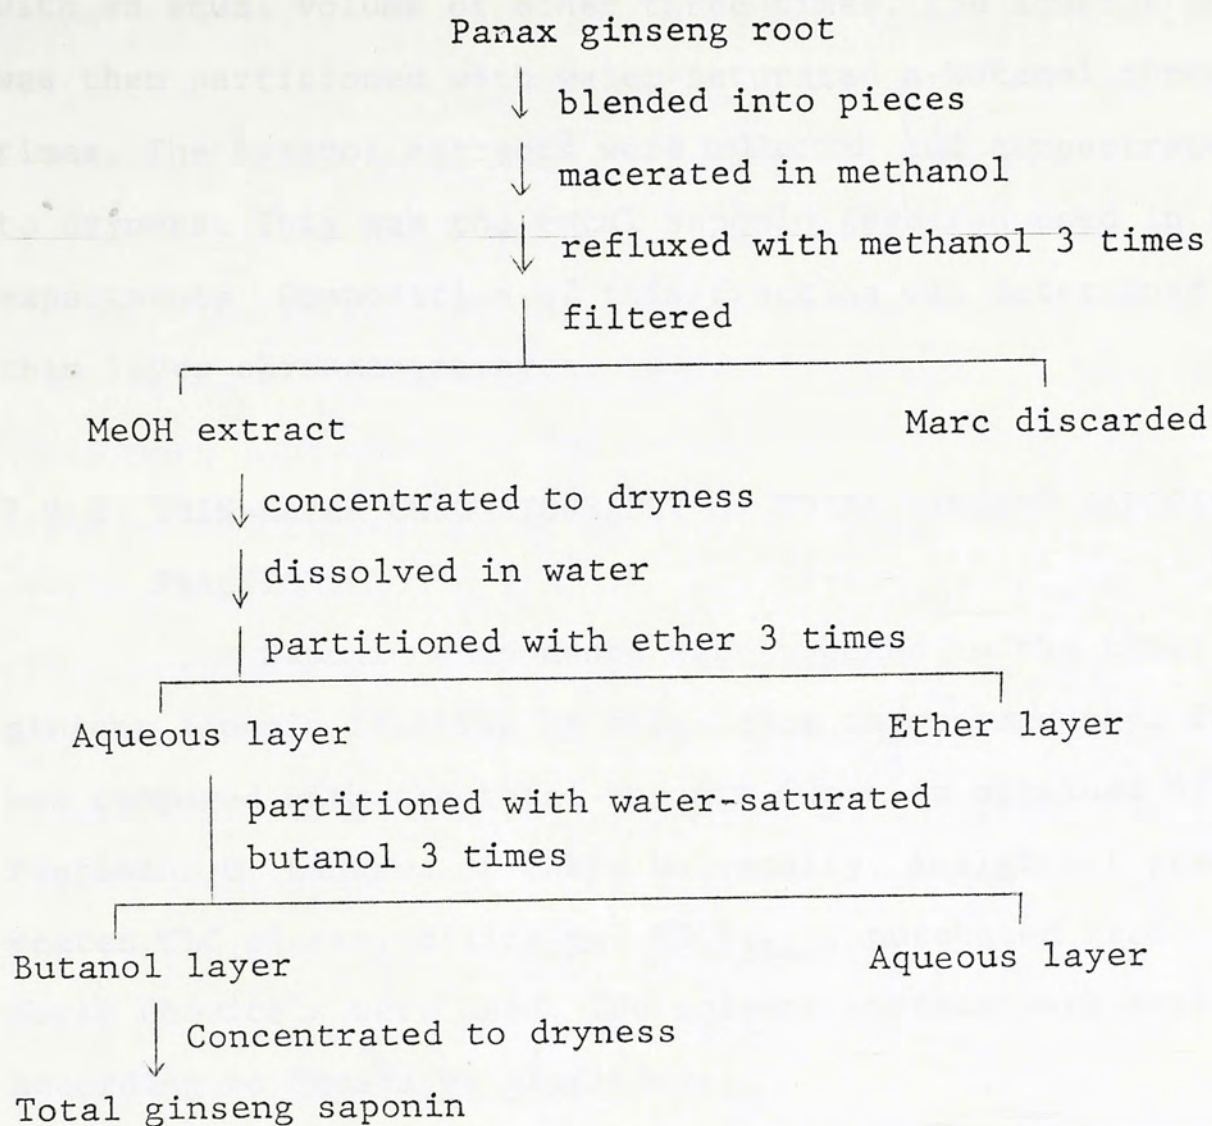 Panax ginseng root
blended into pieces
macerated in methanol
refluxed with methanol 3 times
filtered
MeOH extract Marc discarded
concentrated to dryness
dissolved in water
partitioned with ether 3 times
Aqueous layer Ether layer
partitioned with water-saturated
butanol 3 times
Butanol layer Aqueous layer
Concentrated to dryness
Total ginseng saponin